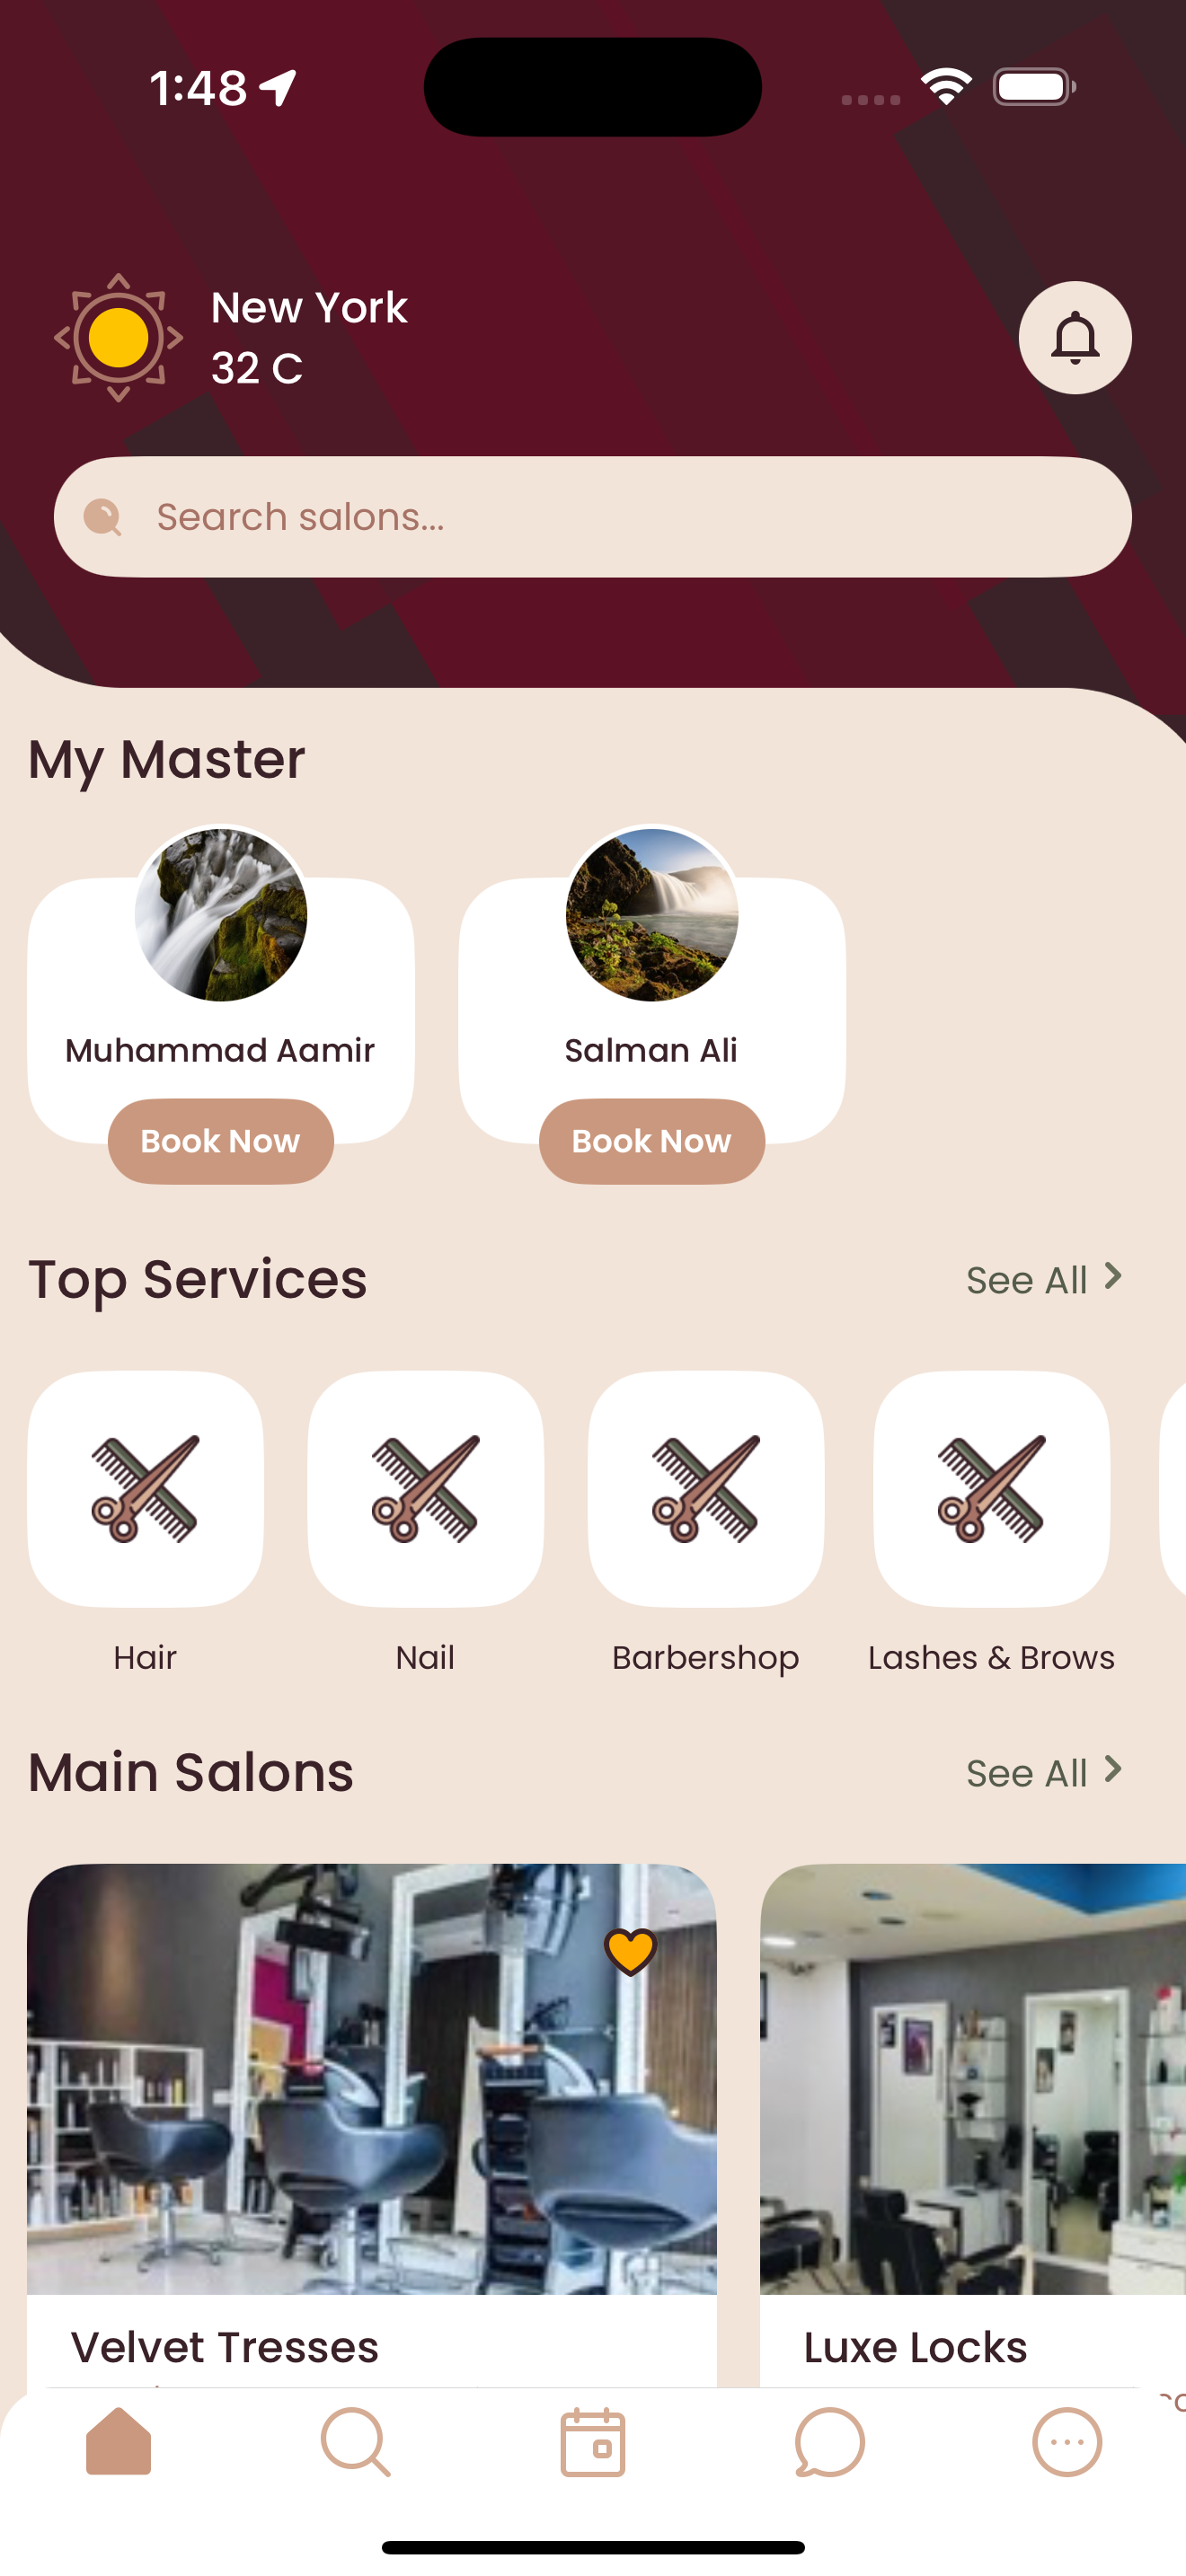 1:48
New York
32 C
Search salons...
My Master
Muhammad Aamir
Salman Ali
Book Now
Book Now
Top Services
See All
Hair
Nail
Barbershop
Lashes & Brows
Main Salons
See All
Velvet Tresses
Luxe Locks